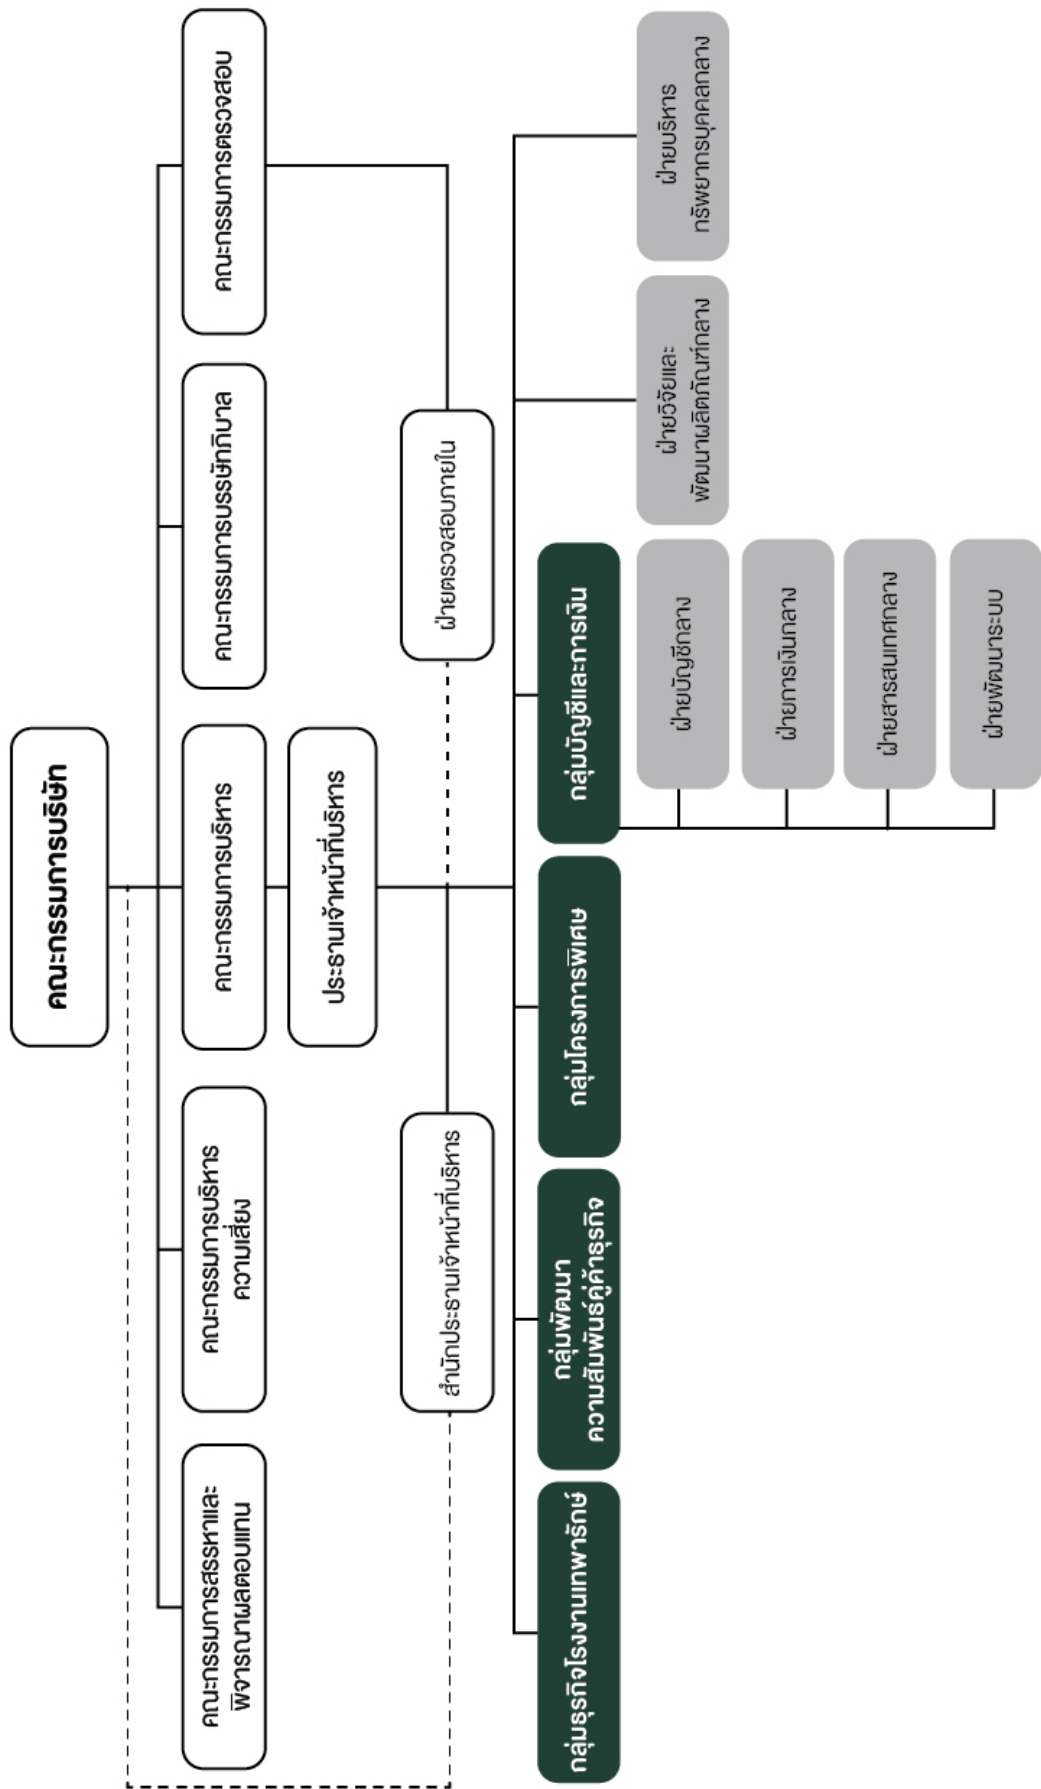 คณะกรรมการบริษัท
คณะกรรมการสรรหาและ
พิจารณาผลตอบแทน
คณะกรรมการบริหาร
ความเสี่ยง
คณะกรรมการบริหาร
คณะกรรมการบรรษัทภิบาล
คณะกรรมการตรวจสอบ
ประธานเจ้าหน้าที่บริหาร
สำนักประธานเจ้าหน้าที่บริหาร
ฝ่ายตรวจสอบภายใน
กลุ่มธุรกิจโรงงานเทพารักษ์
กลุ่มพัฒนา
ความสัมพันธ์คู่ค้าธุรกิจ
กลุ่มโครงการพิเศษ
กลุ่มบัญชีและการเงิน
ฝ่ายบัญชีกลาง
ฝ่ายการเงินกลาง
ฝ่ายสารสนเทศกลาง
ฝ่ายพัฒนาระบบ
ฝ่ายวิจัยและ
พัฒนาผลิตภัณฑ์กลาง
ฝ่ายบริหาร
ทรัพยากรบุคคลกลาง